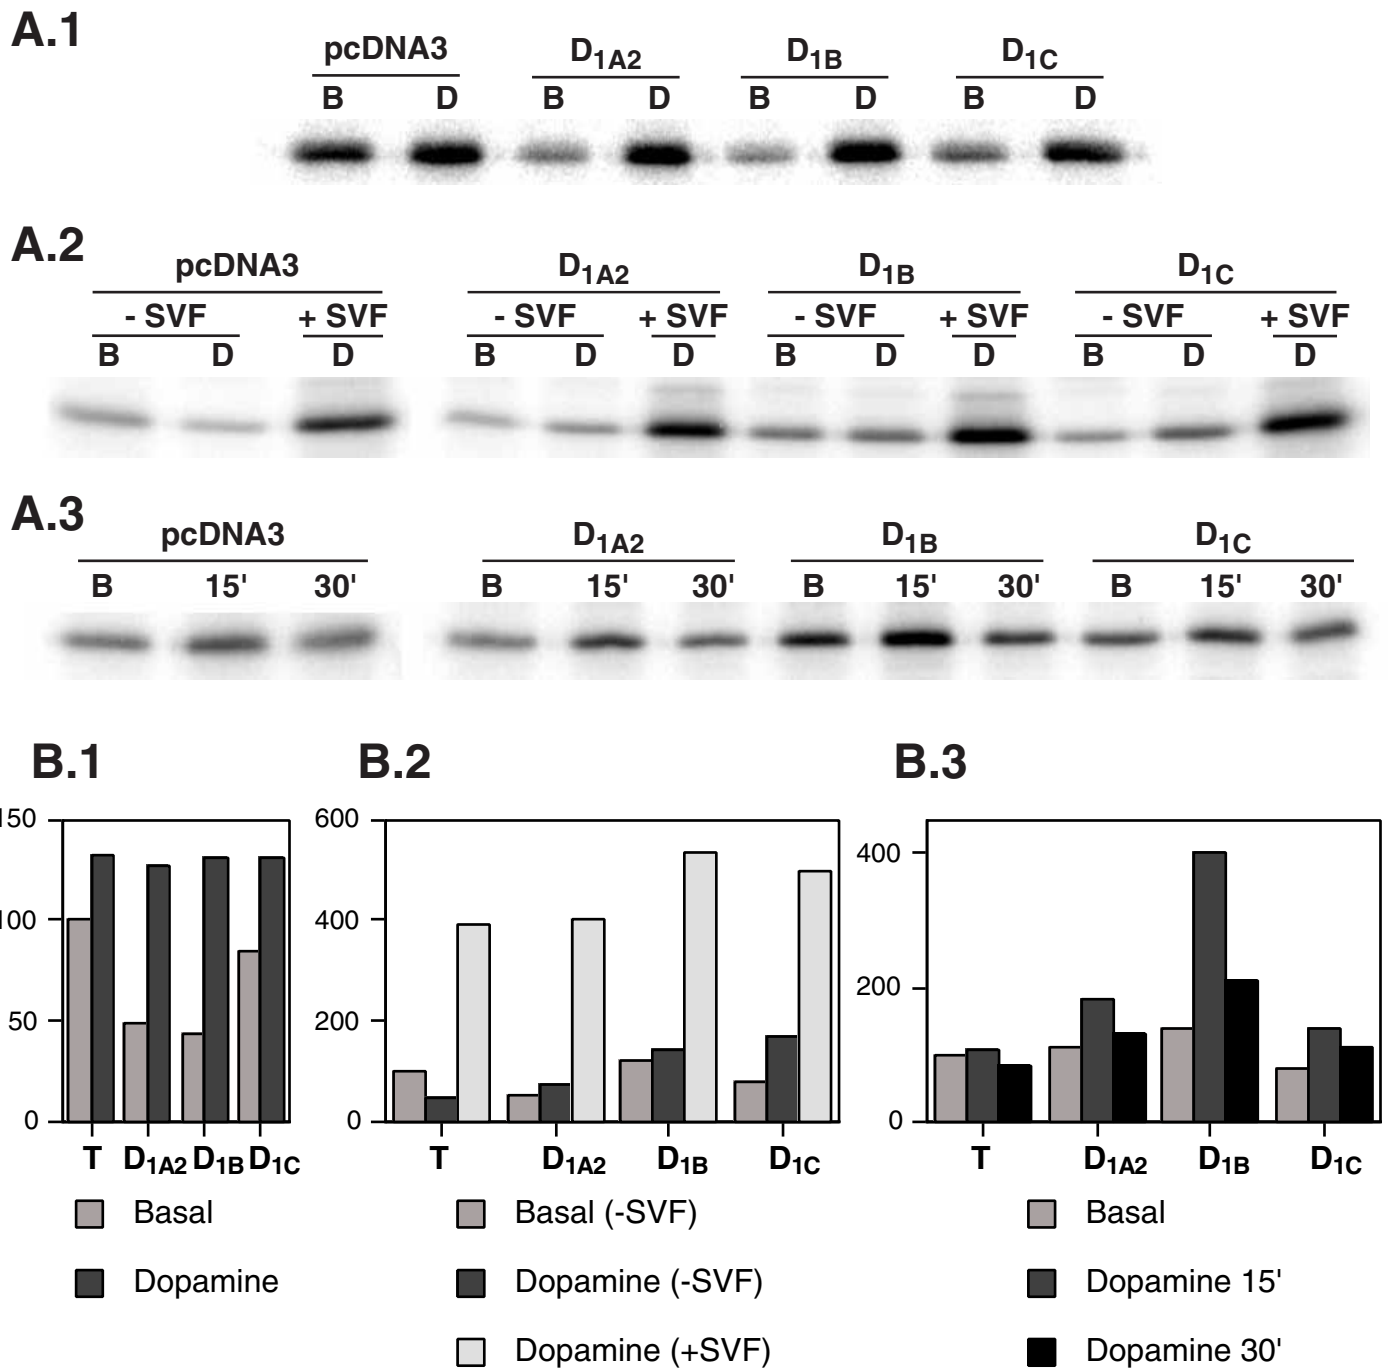 A.1
pcDNA3 D1A2 D1B D1C
B D B D B D B D
A.2
pcDNA3 D1A2 D1B D1C
- SVF + SVF - SVF + SVF - SVF + SVF - SVF + SVF
B D D B D D B D D B D D
A.3
pcDNA3 D1A2 D1B D1C
B 15' 30' B 15' 30' B 15' 30' B 15' 30'
B.1 B.2 B.3
150 600
400
100 400
200
50 200
0 0 0
T D1A2 D1B D1C T D1A2 D1B D1C T D1A2 D1B D1C
Basal Basal (-SVF) Basal
Dopamine Dopamine (-SVF) Dopamine 15'
Dopamine (+SVF) Dopamine 30'